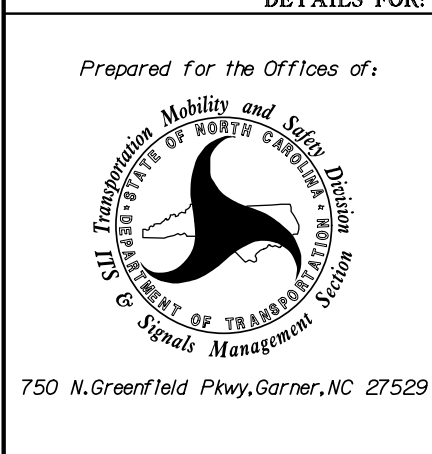 DETAILS FOR:
Prepared for the Offices of:
Transportation Mobility and Safety Division
STATE OF NORTH CAROLINA
DEPARTMENT OF TRANSPORTATION
ITS & Signals Management Section
750 N.Greenfield Pkwy,Garner,NC 27529